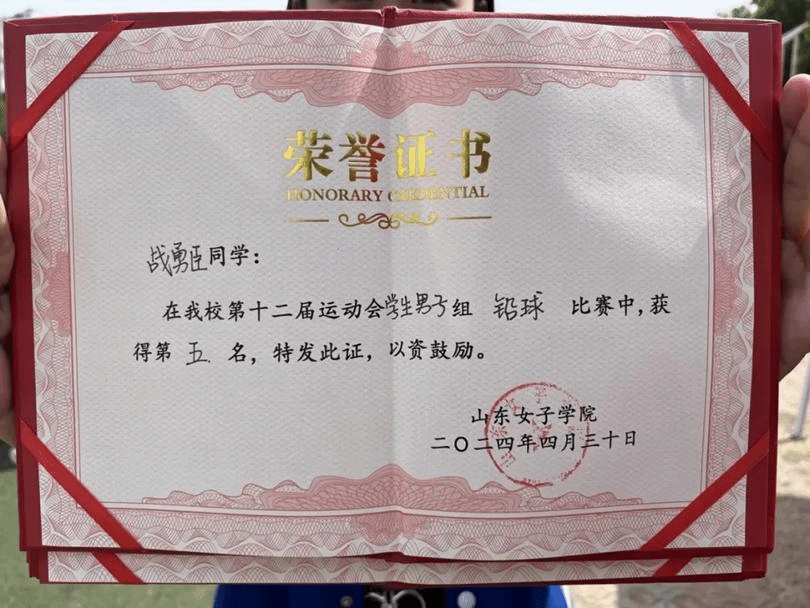 荣誉证书
HONORARY CREDENTIAL
战勇臣同学：
在我校第十二届运动会学生男子组 铅球 比赛中，获
得第 五 名，特发此证，以资鼓励。
山东女子学院
二〇二四年四月三十日